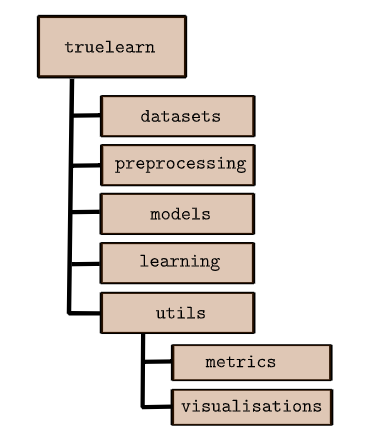 truelearn
datasets
preprocessing
models
learning
utils
metrics
visualisations